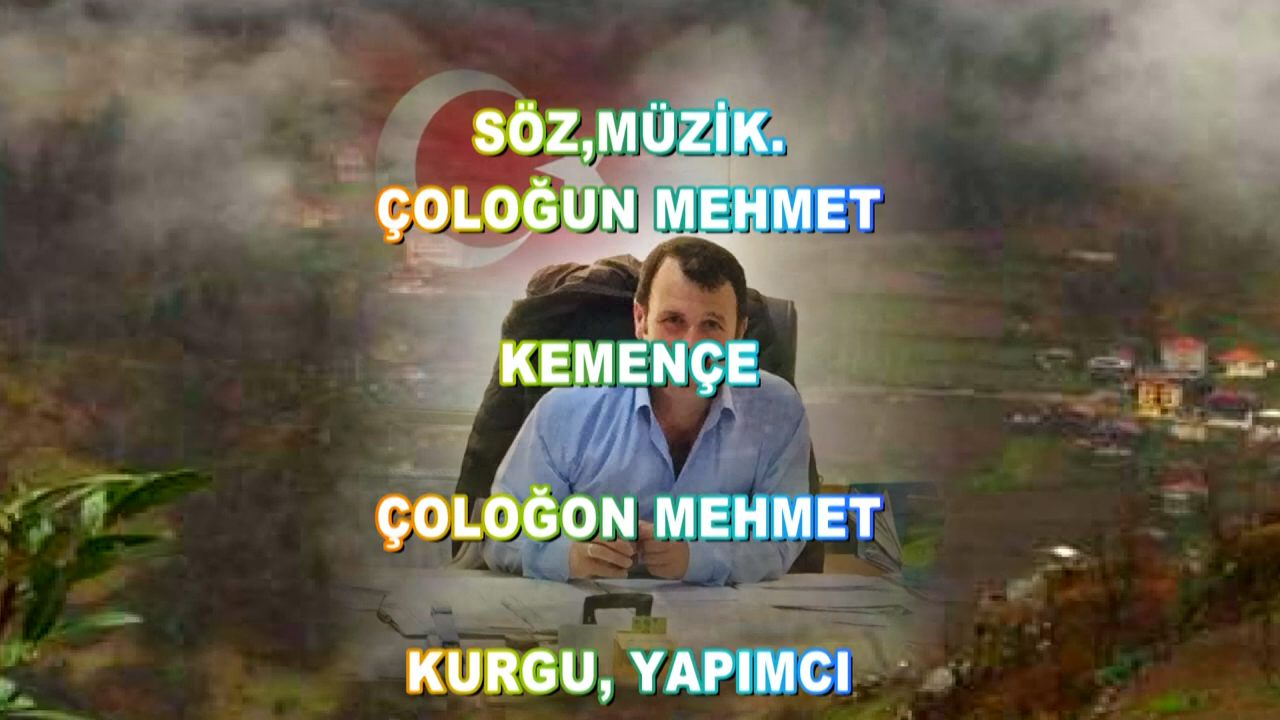 SÖZ,MÜZİK.
ÇOLOĞUN MEHMET
KEMENÇE
ÇOLOĞON MEHMET
KURGU, YAPIMCI